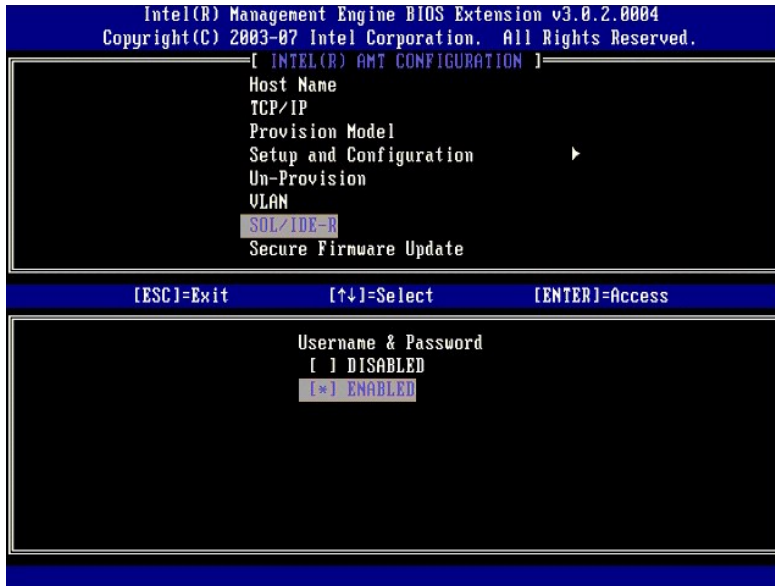 Intel(R) Management Engine BIOS Extension v3.0.2.0004
Copyright(C) 2003-07 Intel Corporation. All Rights Reserved.
[ INTEL(R) AMT CONFIGURATION ]
Host Name
TCP/IP
Provision Model
Setup and Configuration
Un-Provision
VLAN
SOL/IDE-R
Secure Firmware Update
[ESC]=Exit [↑↓]=Select [ENTER]=Access
Username & Password
[ ] DISABLED
[*] ENABLED